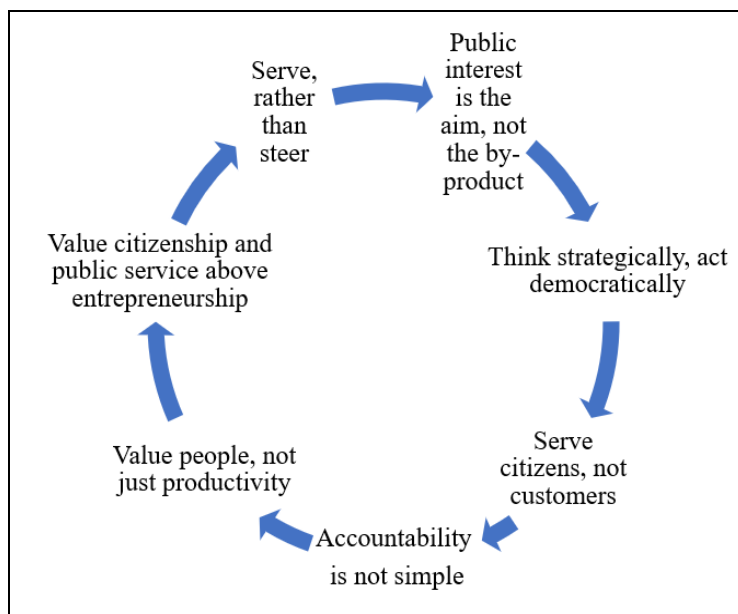 Serve,
rather
than
steer
Public
interest
is the
aim, not
the by-
product
Think strategically, act
democratically
Serve
citizens, not
customers
Accountability
is not simple
Value people, not
just productivity
Value citizenship and
public service above
entrepreneurship